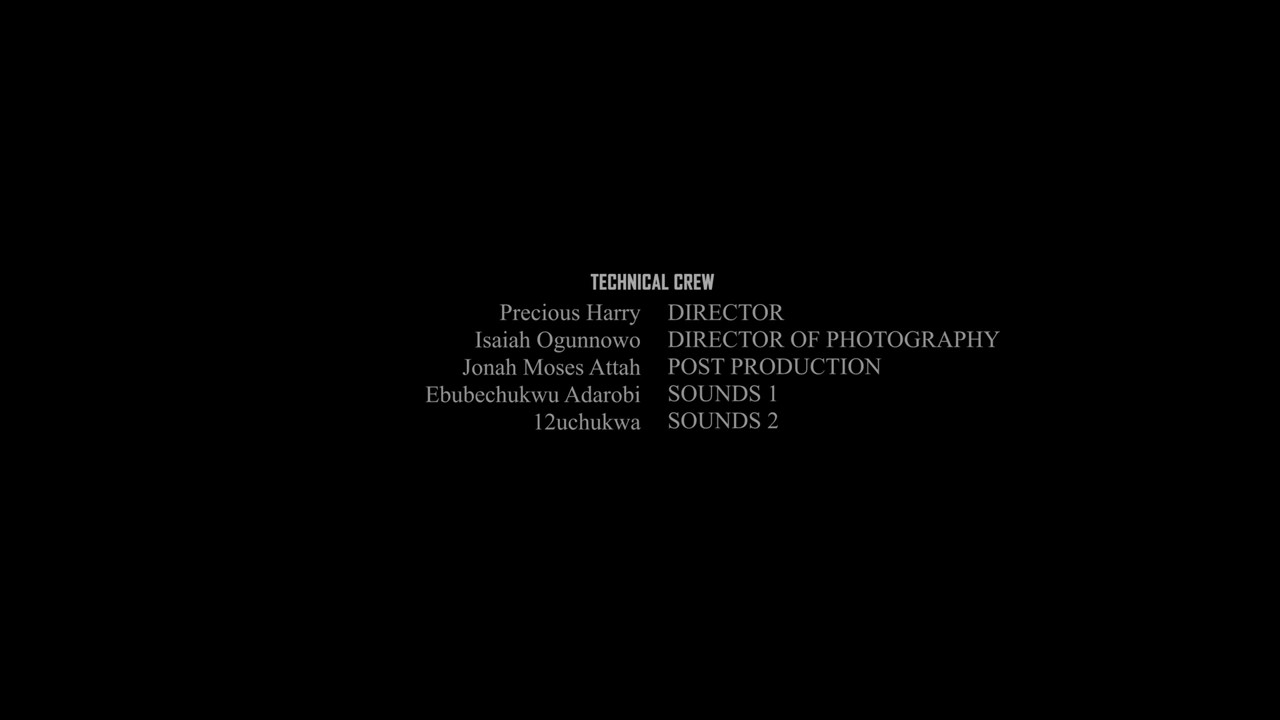 TECHNICAL CREW
Precious Harry DIRECTOR
Isaiah Ogunnowo DIRECTOR OF PHOTOGRAPHY
Jonah Moses Attah POST PRODUCTION
Ebubechukwu Adarobi SOUNDS 1
12uchukwa SOUNDS 2